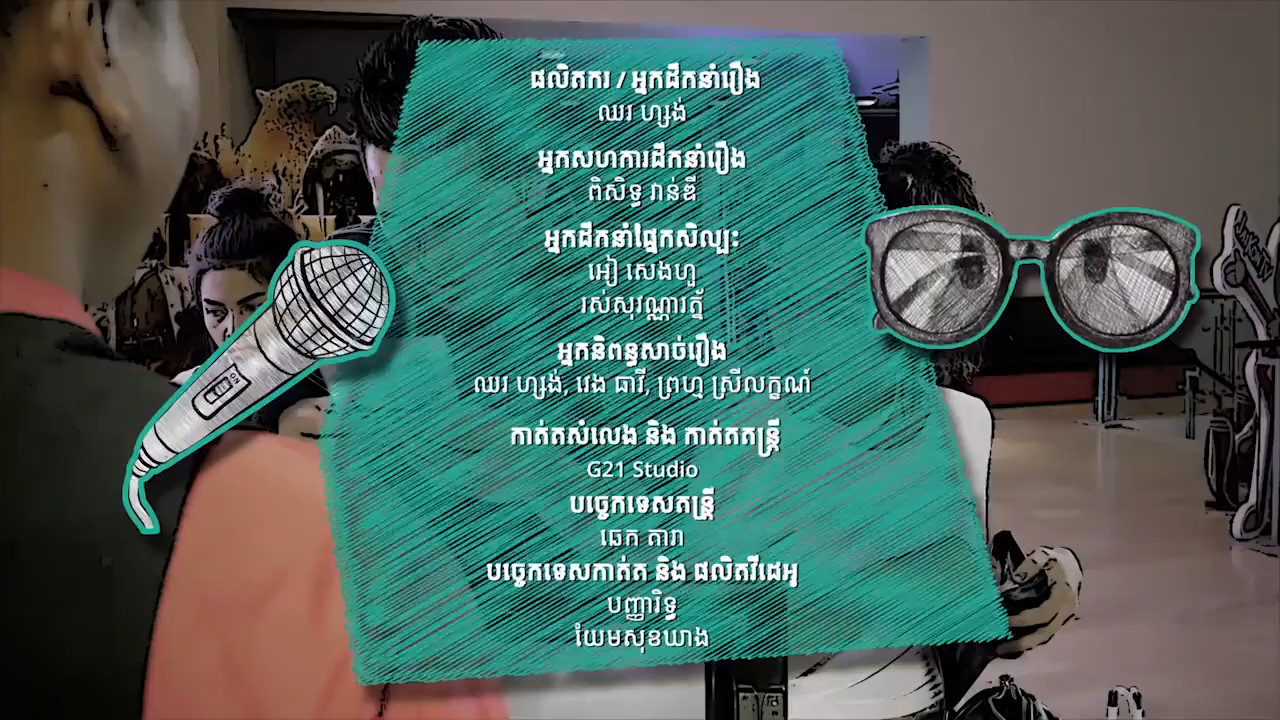 ផលិតករ / អ្នកដឹកនាំរឿង
ឈរ ហ្សង់
អ្នកសហការដឹកនាំរឿង
ពិសិទ្ធ វាន់ឌី
អ្នកដឹកនាំផ្នែកសិល្បះ
អៀ សេងហួ
រស់សុវណ្ណារត្ន័
អ្នកនិពន្ធសាច់រឿង
ឈរ ហ្សង់, វេង ធាវី, ព្រហ្ម ស្រីលក្ខណ៍
កាត់តសំលេង និង កាត់តតន្ត្រី
G21 Studio
បច្ចេកទេសតន្ត្រី
ឆេក តារា
បច្ចេកទេសកាត់ត និង ផលិតវីដេអូ
បញ្ញារិទ្ធ
យែមសុខឃាង
ON